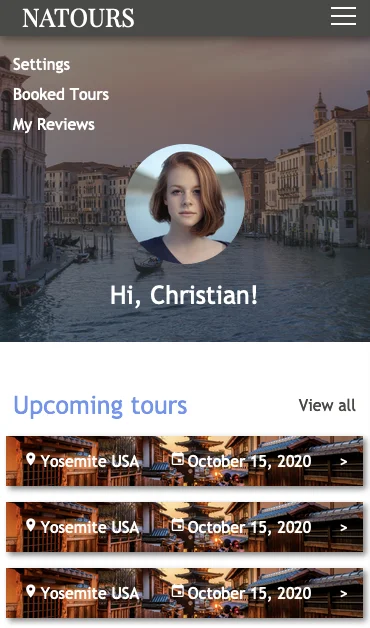 NATOURS
Settings
Booked Tours
My Reviews
Hi, Christian!
Upcoming tours View all
Yosemite USA October 15, 2020 >
Yosemite USA October 15, 2020 >
Yosemite USA October 15, 2020 >